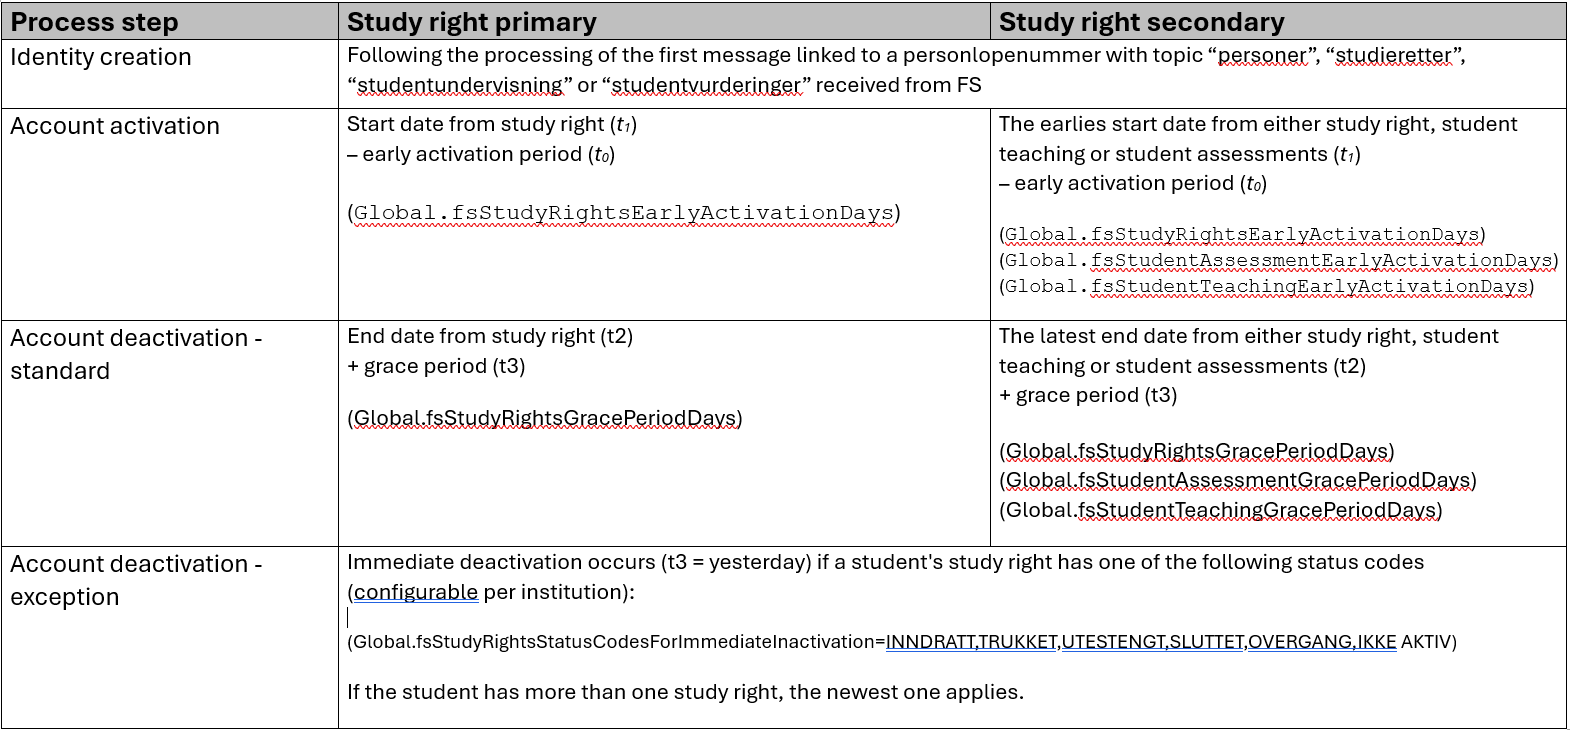 Process step
Study right primary
Study right secondary
Identity creation
Following the processing of the first message linked to a personlopenummer with topic “personer”, “studieretter”,
“studentundervisning” or “studentvurderinger” received from FS
Account activation
Start date from study right (t₁)
– early activation period (t₀)
(Global.fsStudyRightsEarlyActivationDays)
The earlies start date from either study right, student
teaching or student assessments (t₁)
– early activation period (t₀)
(Global.fsStudyRightsEarlyActivationDays)
(Global.fsStudentAssessmentEarlyActivationDays)
(Global.fsStudentTeachingEarlyActivationDays)
Account deactivation -
standard
End date from study right (t2)
+ grace period (t3)
(Global.fsStudyRightsGracePeriodDays)
The latest end date from either study right, student
teaching or student assessments (t2)
+ grace period (t3)
(Global.fsStudyRightsGracePeriodDays)
(Global.fsStudentAssessmentGracePeriodDays)
(Global.fsStudentTeachingGracePeriodDays)
Account deactivation -
exception
Immediate deactivation occurs (t3 = yesterday) if a student's study right has one of the following status codes
(configurable per institution):
(Global.fsStudyRightsStatusCodesForImmediateInactivation=INNDRATT,TRUKKET,UTESTENGT,SLUTTET,OVERGANG,IKKE AKTIV)
If the student has more than one study right, the newest one applies.